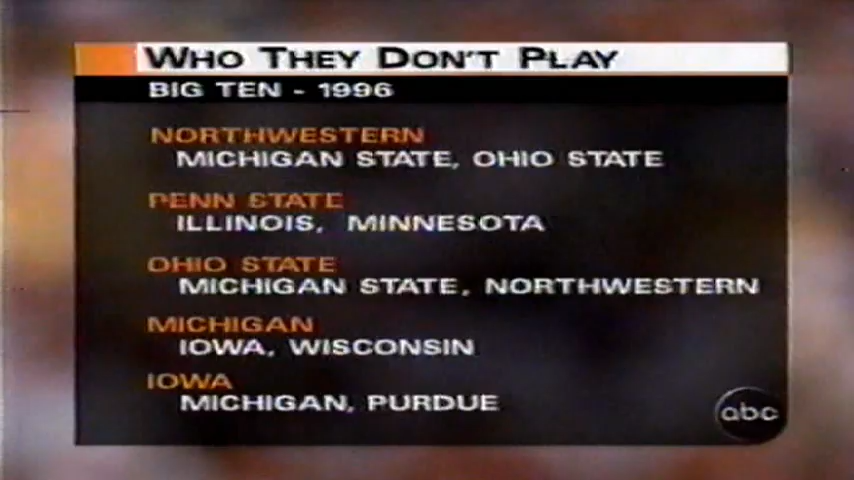 WHO THEY DON'T PLAY
BIG TEN - 1996
NORTHWESTERN
MICHIGAN STATE, OHIO STATE
PENN STATE
ILLINOIS, MINNESOTA
OHIO STATE
MICHIGAN STATE, NORTHWESTERN
MICHIGAN
IOWA, WISCONSIN
IOWA
MICHIGAN, PURDUE
abc